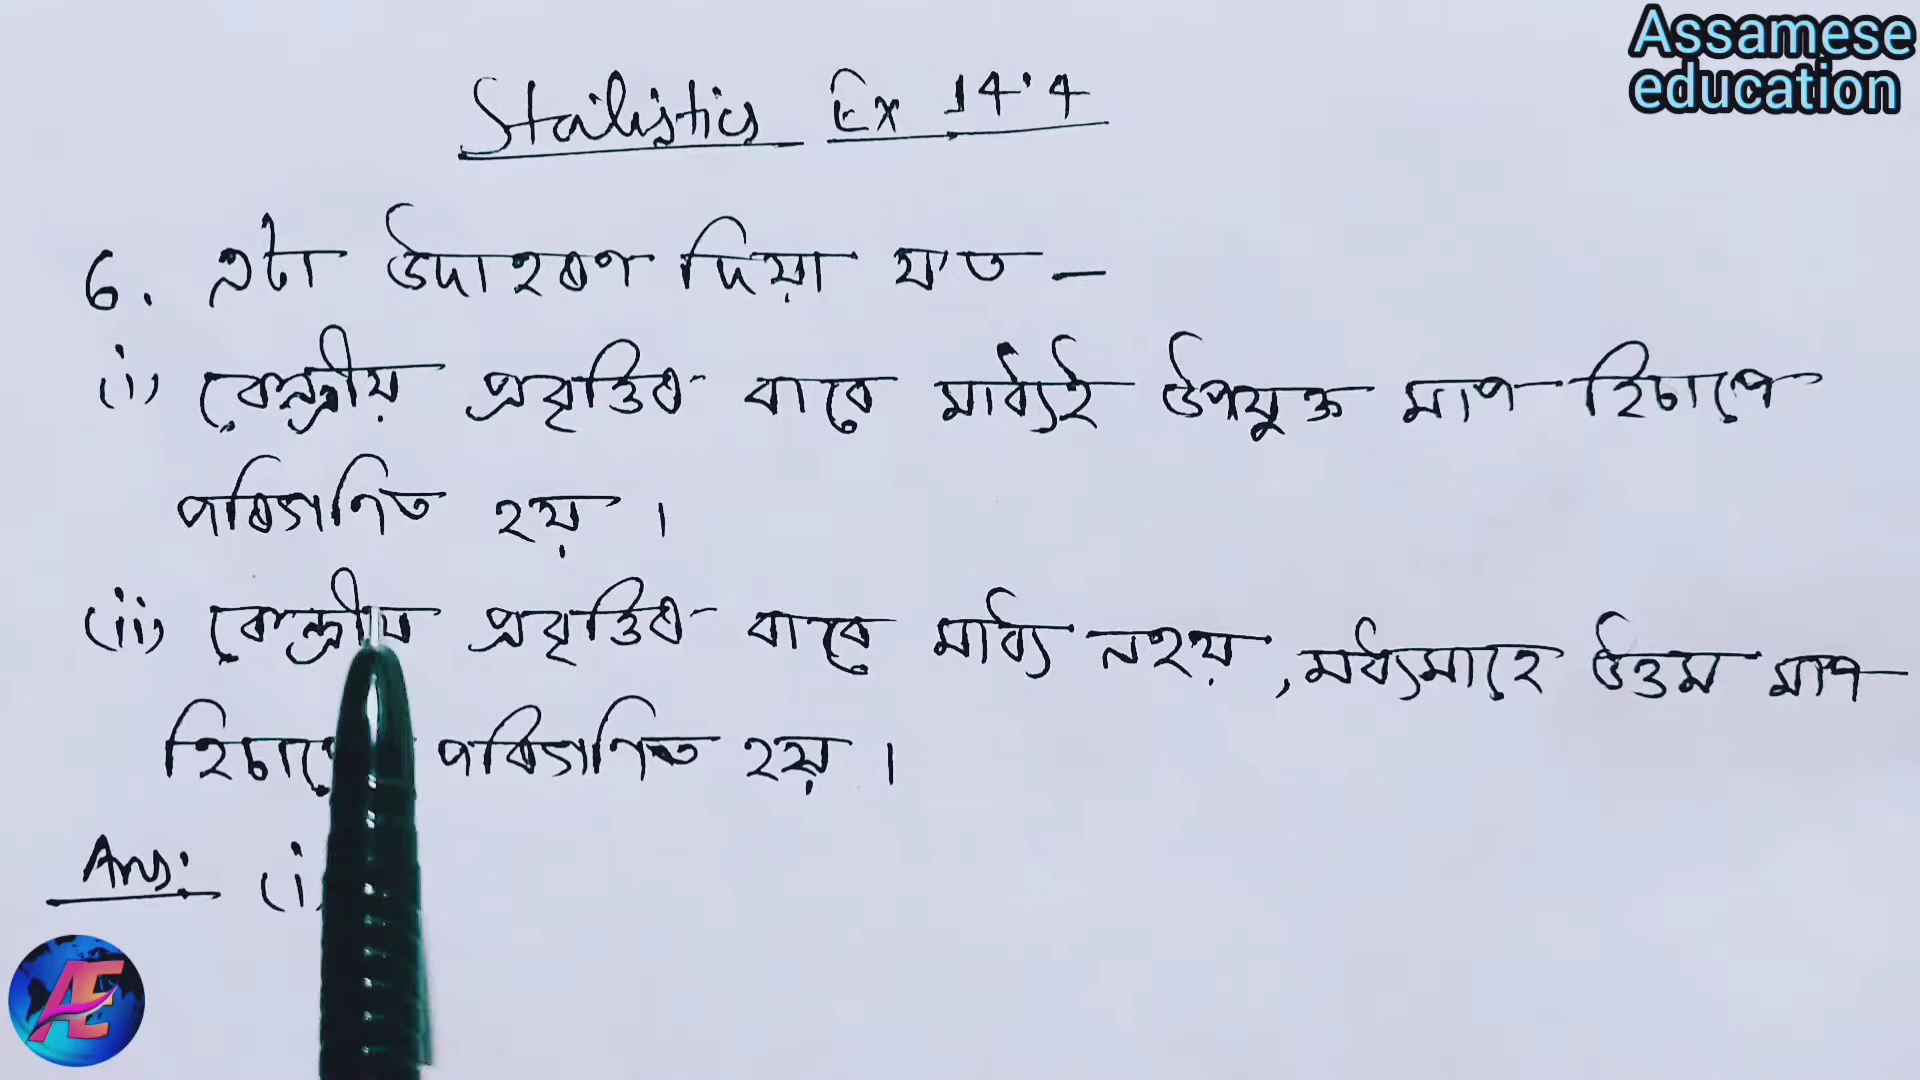 Assamese
education
Statistics Ex 14.4
6. এটা উদাহৰণ দিয়া য'ত —
(i) কেন্দ্ৰীয় প্ৰবৃত্তিৰ বাবে মাধ্যই উপযুক্ত মাপ হিচাপে
পৰিগণিত হয় ।
(ii) কেন্দ্ৰীয় প্ৰবৃত্তিৰ বাবে মাধ্য নহয়, মধ্যমাহে উত্তম মাপ
হিচাপে পৰিগণিত হয় ।
Ans: (i)
AE